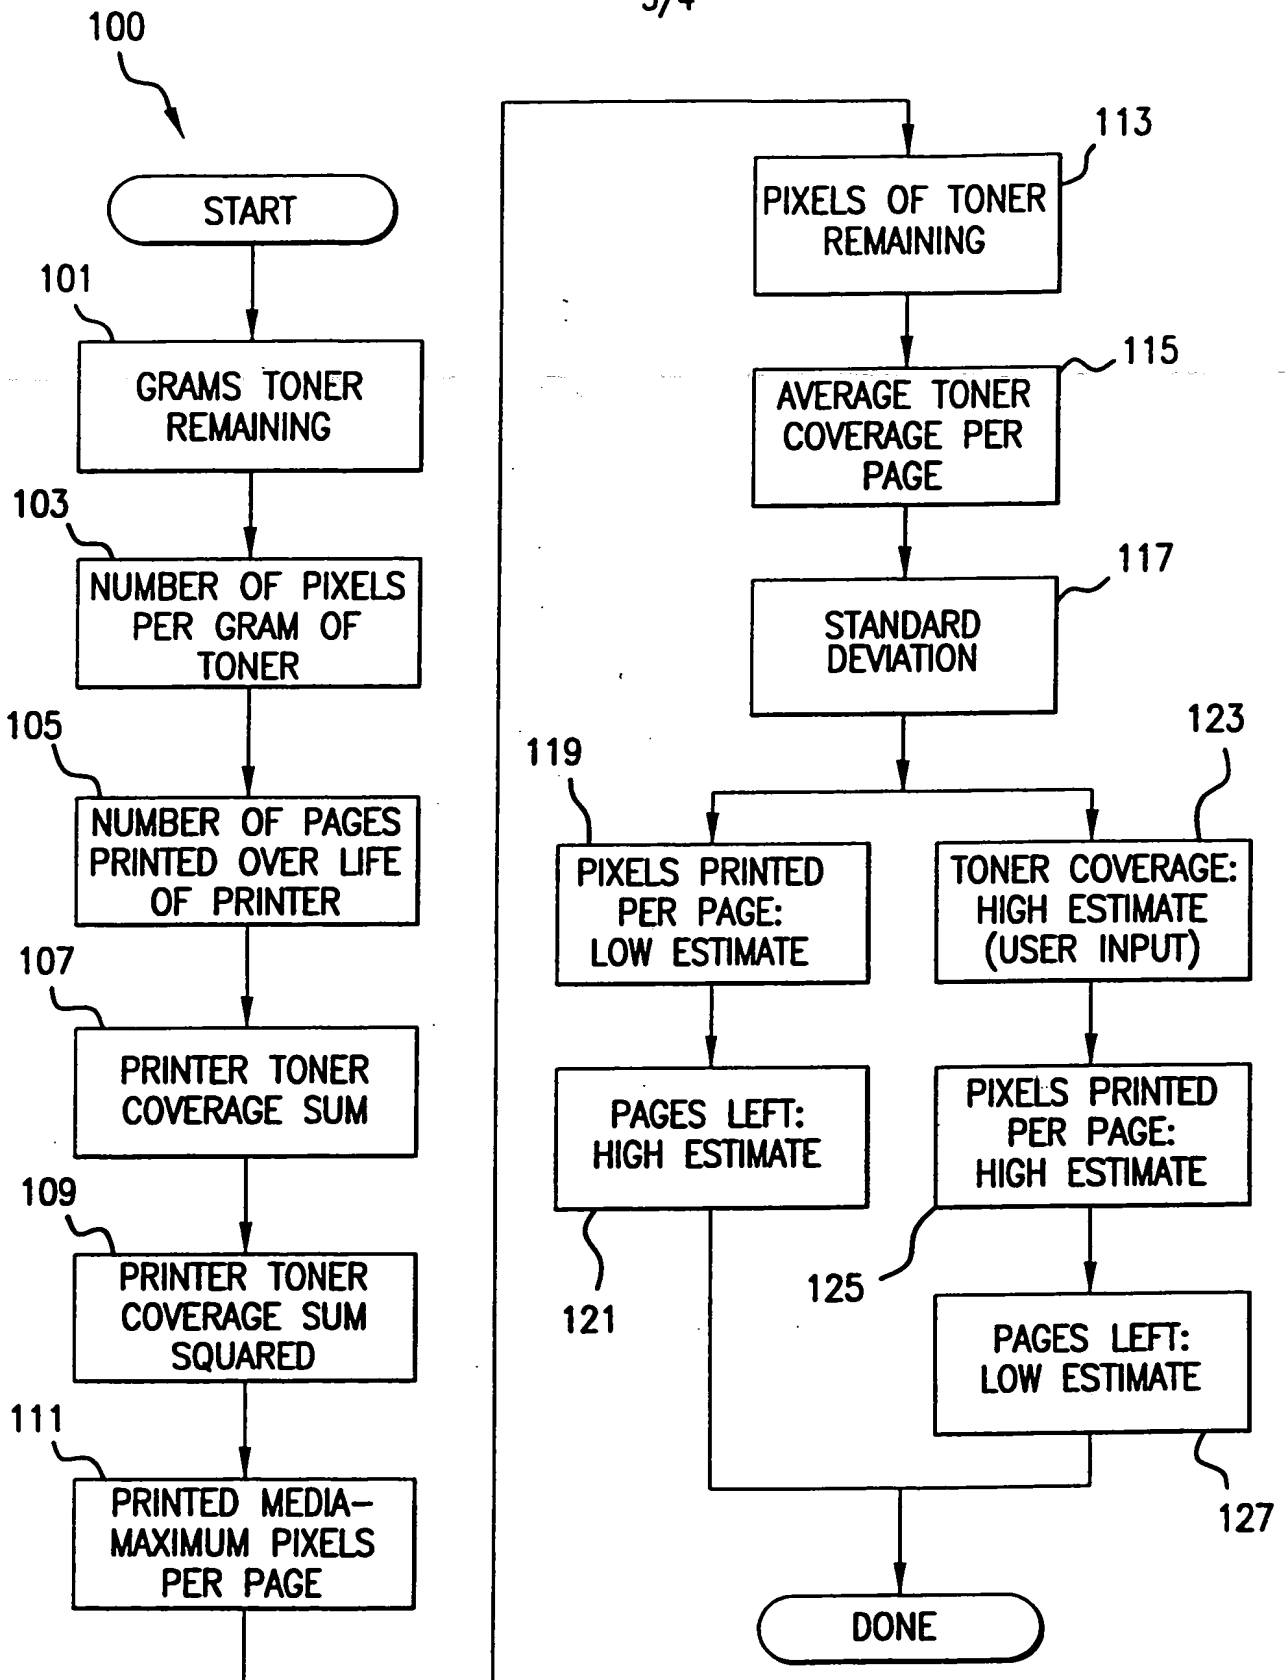 3/4
100
START
101
GRAMS TONER
REMAINING
103
NUMBER OF PIXELS
PER GRAM OF
TONER
105
NUMBER OF PAGES
PRINTED OVER LIFE
OF PRINTER
107
PRINTER TONER
COVERAGE SUM
109
PRINTER TONER
COVERAGE SUM
SQUARED
111
PRINTED MEDIA-
MAXIMUM PIXELS
PER PAGE
113
PIXELS OF TONER
REMAINING
115
AVERAGE TONER
COVERAGE PER
PAGE
117
STANDARD
DEVIATION
119
PIXELS PRINTED
PER PAGE:
LOW ESTIMATE
121
PAGES LEFT:
HIGH ESTIMATE
123
TONER COVERAGE:
HIGH ESTIMATE
(USER INPUT)
125
PIXELS PRINTED
PER PAGE:
HIGH ESTIMATE
127
PAGES LEFT:
LOW ESTIMATE
DONE